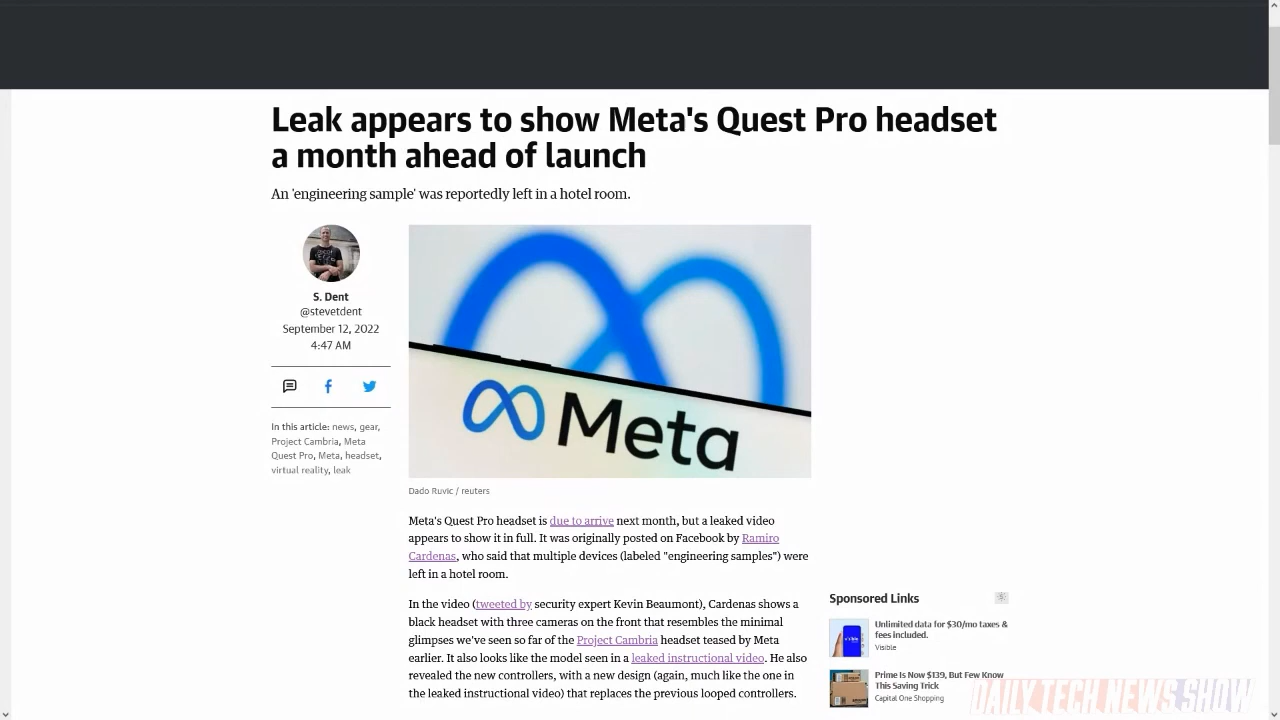 Leak appears to show Meta's Quest Pro headset
a month ahead of launch
An 'engineering sample' was reportedly left in a hotel room.
S. Dent
@stevetdent
September 12, 2022
4:47 AM
In this article: news, gear,
Project Cambria, Meta
Quest Pro, Meta, headset,
virtual reality, leak
Meta
Dado Ruvic / reuters
Meta's Quest Pro headset is due to arrive next month, but a leaked video
appears to show it in full. It was originally posted on Facebook by Ramiro
Cardenas, who said that multiple devices (labeled "engineering samples") were
left in a hotel room.
In the video (tweeted by security expert Kevin Beaumont), Cardenas shows a
black headset with three cameras on the front that resembles the minimal
glimpses we've seen so far of the Project Cambria headset teased by Meta
earlier. It also looks like the model seen in a leaked instructional video. He also
revealed the new controllers, with a new design (again, much like the one in
the leaked instructional video) that replaces the previous looped controllers.
Sponsored Links
Unlimited data for $30/mo taxes &
fees included.
Visible
Prime Is Now $139, But Few Know
This Saving Trick
Capital One Shopping
DAILY TECH NEWS SHOW